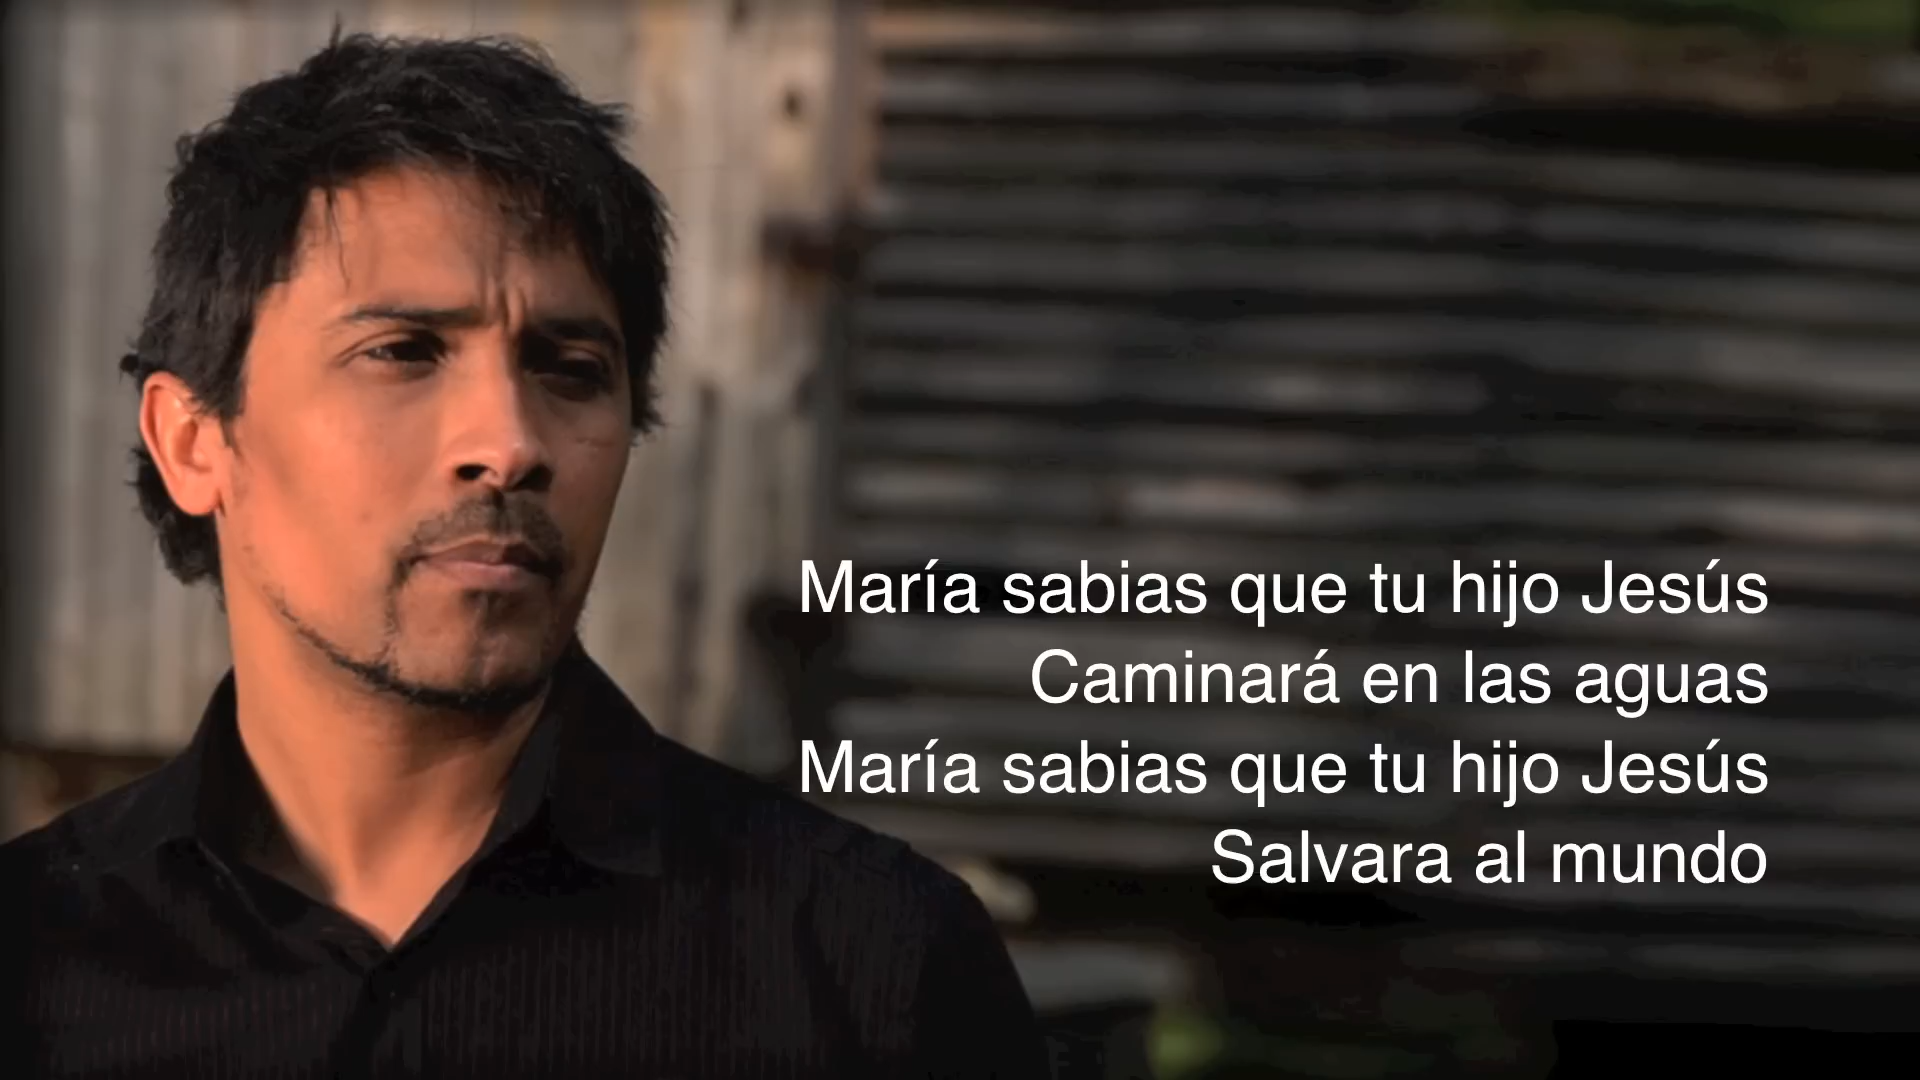 María sabias que tu hijo Jesús
Caminará en las aguas
María sabias que tu hijo Jesús
Salvara al mundo